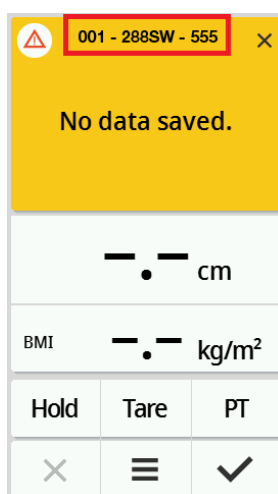 001 - 288SW - 555
No data saved.
-.- cm
BMI -.- kg/m²
Hold Tare PT